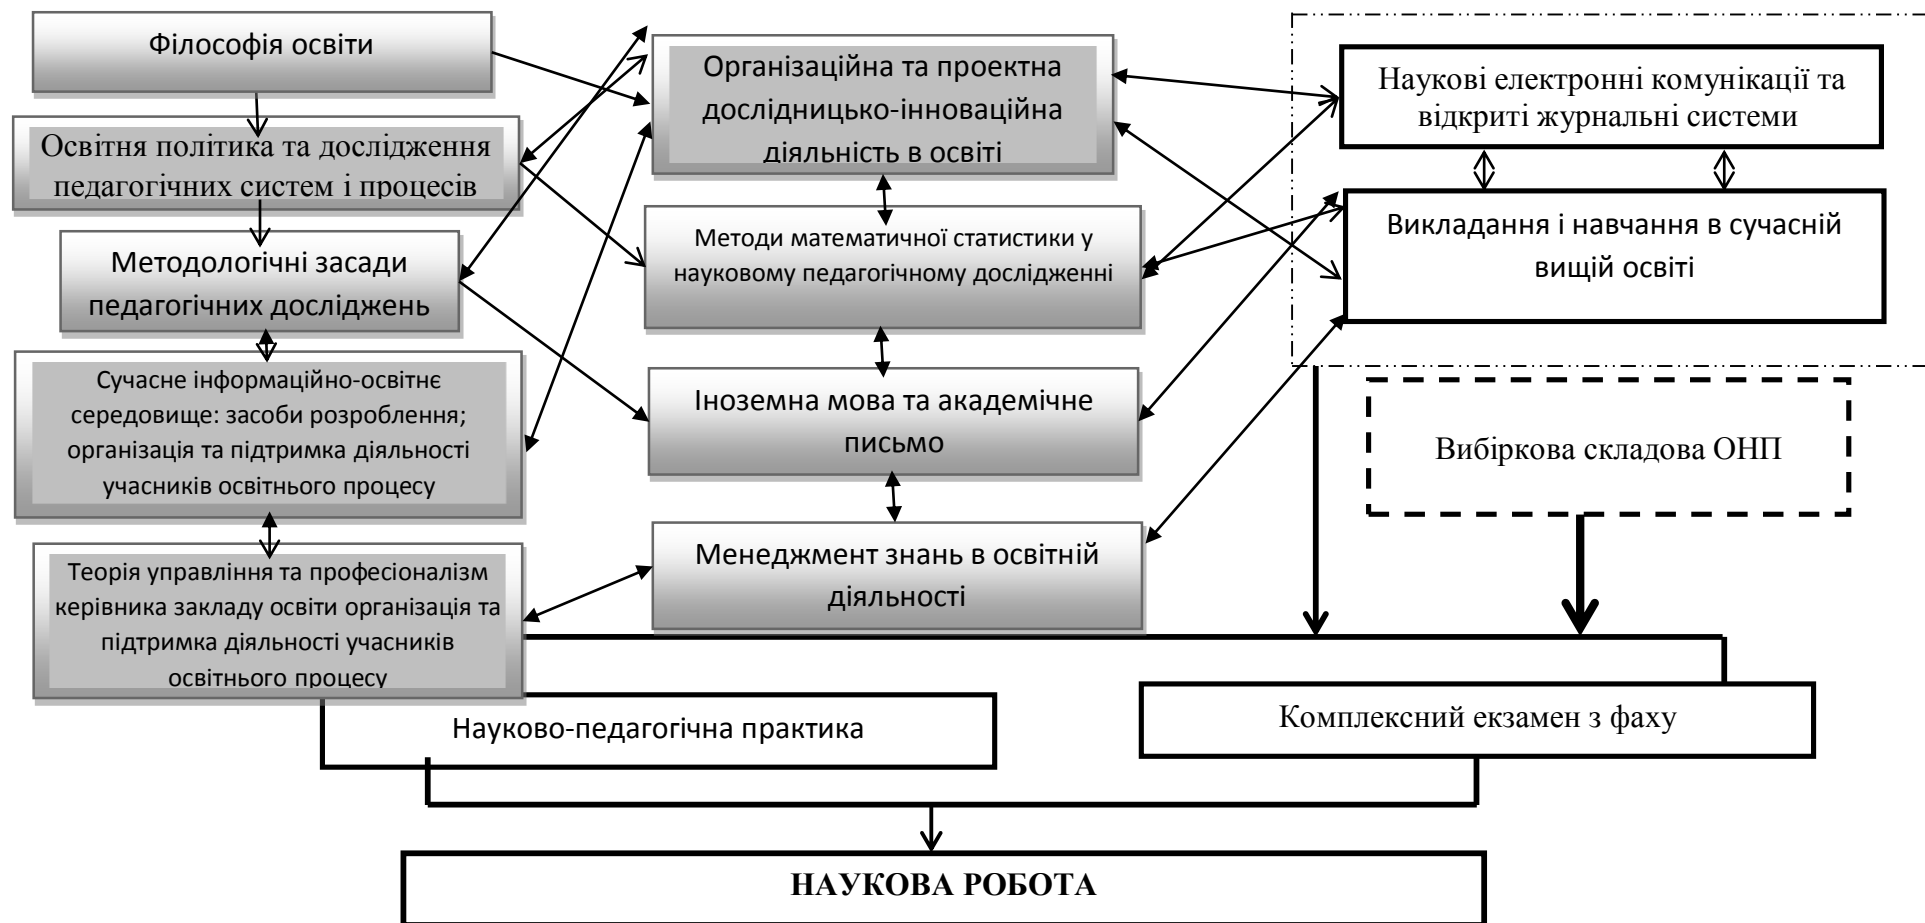 Філософія освіти
Освітня політика та дослідження
педагогічних систем і процесів
Методологічні засади
педагогічних досліджень
Сучасне інформаційно-освітнє
середовище: засоби розроблення;
організація та підтримка діяльності
учасників освітнього процесу
Теорія управління та професіоналізм
керівника закладу освіти організація та
підтримка діяльності учасників
освітнього процесу
Організаційна та проектна
дослідницько-інноваційна
діяльність в освіті
Методи математичної статистики у
науковому педагогічному дослідженні
Іноземна мова та академічне
письмо
Менеджмент знань в освітній
діяльності
Наукові електронні комунікації та
відкриті журнальні системи
Викладання і навчання в сучасній
вищій освіті
Вибіркова складова ОНП
Науково-педагогічна практика
Комплексний екзамен з фаху
НАУКОВА РОБОТА